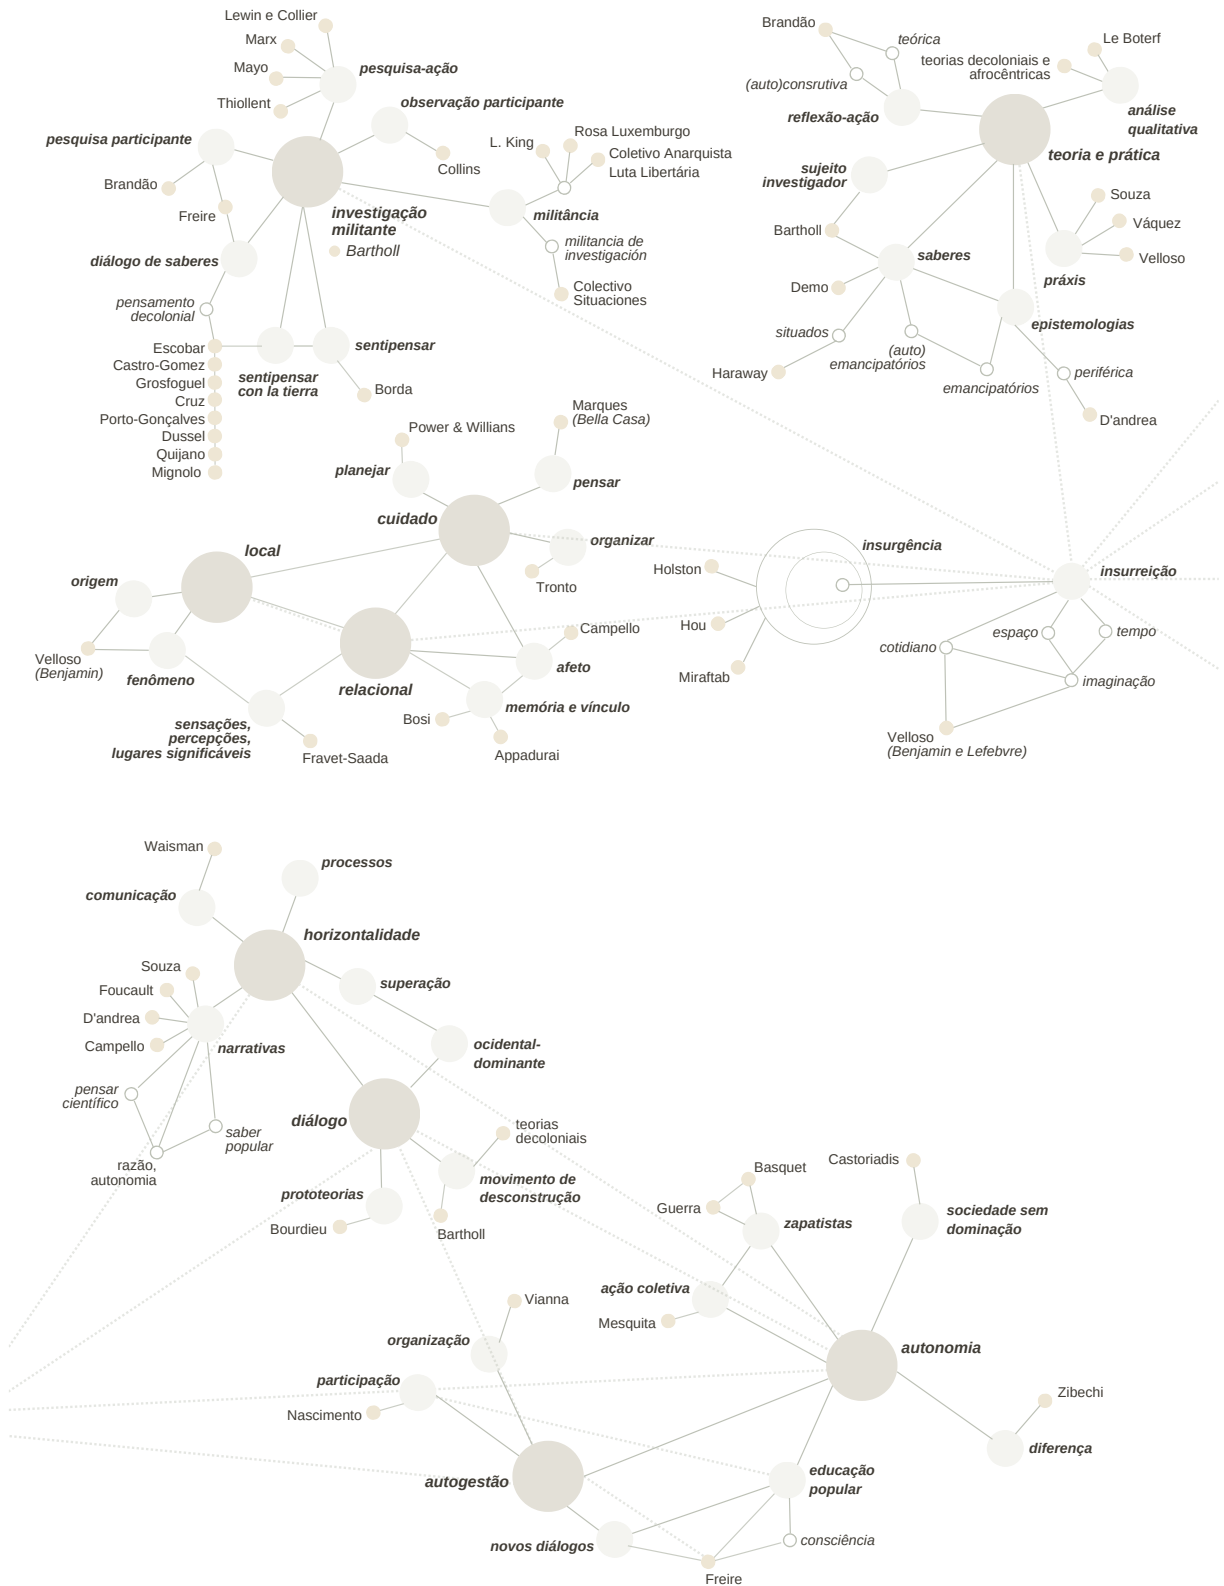 Lewin e Collier
Marx
Mayo
Thiollent
pesquisa-ação
observação participante
pesquisa participante
Brandão
Freire
Collins
L. King
Rosa Luxemburgo
Coletivo Anarquista
Luta Libertária
militância
militancia de
investigación
Colectivo
Situaciones
investigação
militante
Bartholl
diálogo de saberes
pensamento
decolonial
Escobar
Castro-Gomez
Grosfoguel
Cruz
Porto-Gonçalves
Dussel
Quijano
Mignolo
sentipensar
con la tierra
sentipensar
Borda
Brandão
teórica
(auto)consrutiva
reflexão-ação
teorias decoloniais e
afrocêntricas
Le Boterf
análise
qualitativa
teoria e prática
sujeito
investigador
Bartholl
saberes
Demo
situados
Haraway
(auto)
emancipatórios
emancipatórios
Souza
Váquez
Velloso
práxis
epistemologias
periférica
D'andrea
Marques
(Bella Casa)
Power & Willians
planejar
pensar
cuidado
organizar
Tronto
local
origem
Velloso
(Benjamin)
fenômeno
sensações,
percepções,
lugares significáveis
Fravet-Saada
relacional
Campello
afeto
memória e vínculo
Bosi
Appadurai
insurgência
Holston
Hou
Miraftab
insurreição
espaço
tempo
cotidiano
imaginação
Velloso
(Benjamin e Lefebvre)
Waisman
processos
comunicação
horizontalidade
Souza
Foucault
D'andrea
Campello
narrativas
superação
ocidental-
dominante
pensar
científico
saber
popular
razão,
autonomia
diálogo
teorias
decoloniais
movimento de
desconstrução
prototeorias
Bourdieu
Bartholl
Basquet
Guerra
zapatistas
Castoriadis
sociedade sem
dominação
ação coletiva
Mesquita
autonomia
Vianna
organização
participação
Nascimento
Zibechi
diferença
autogestão
educação
popular
novos diálogos
consciência
Freire